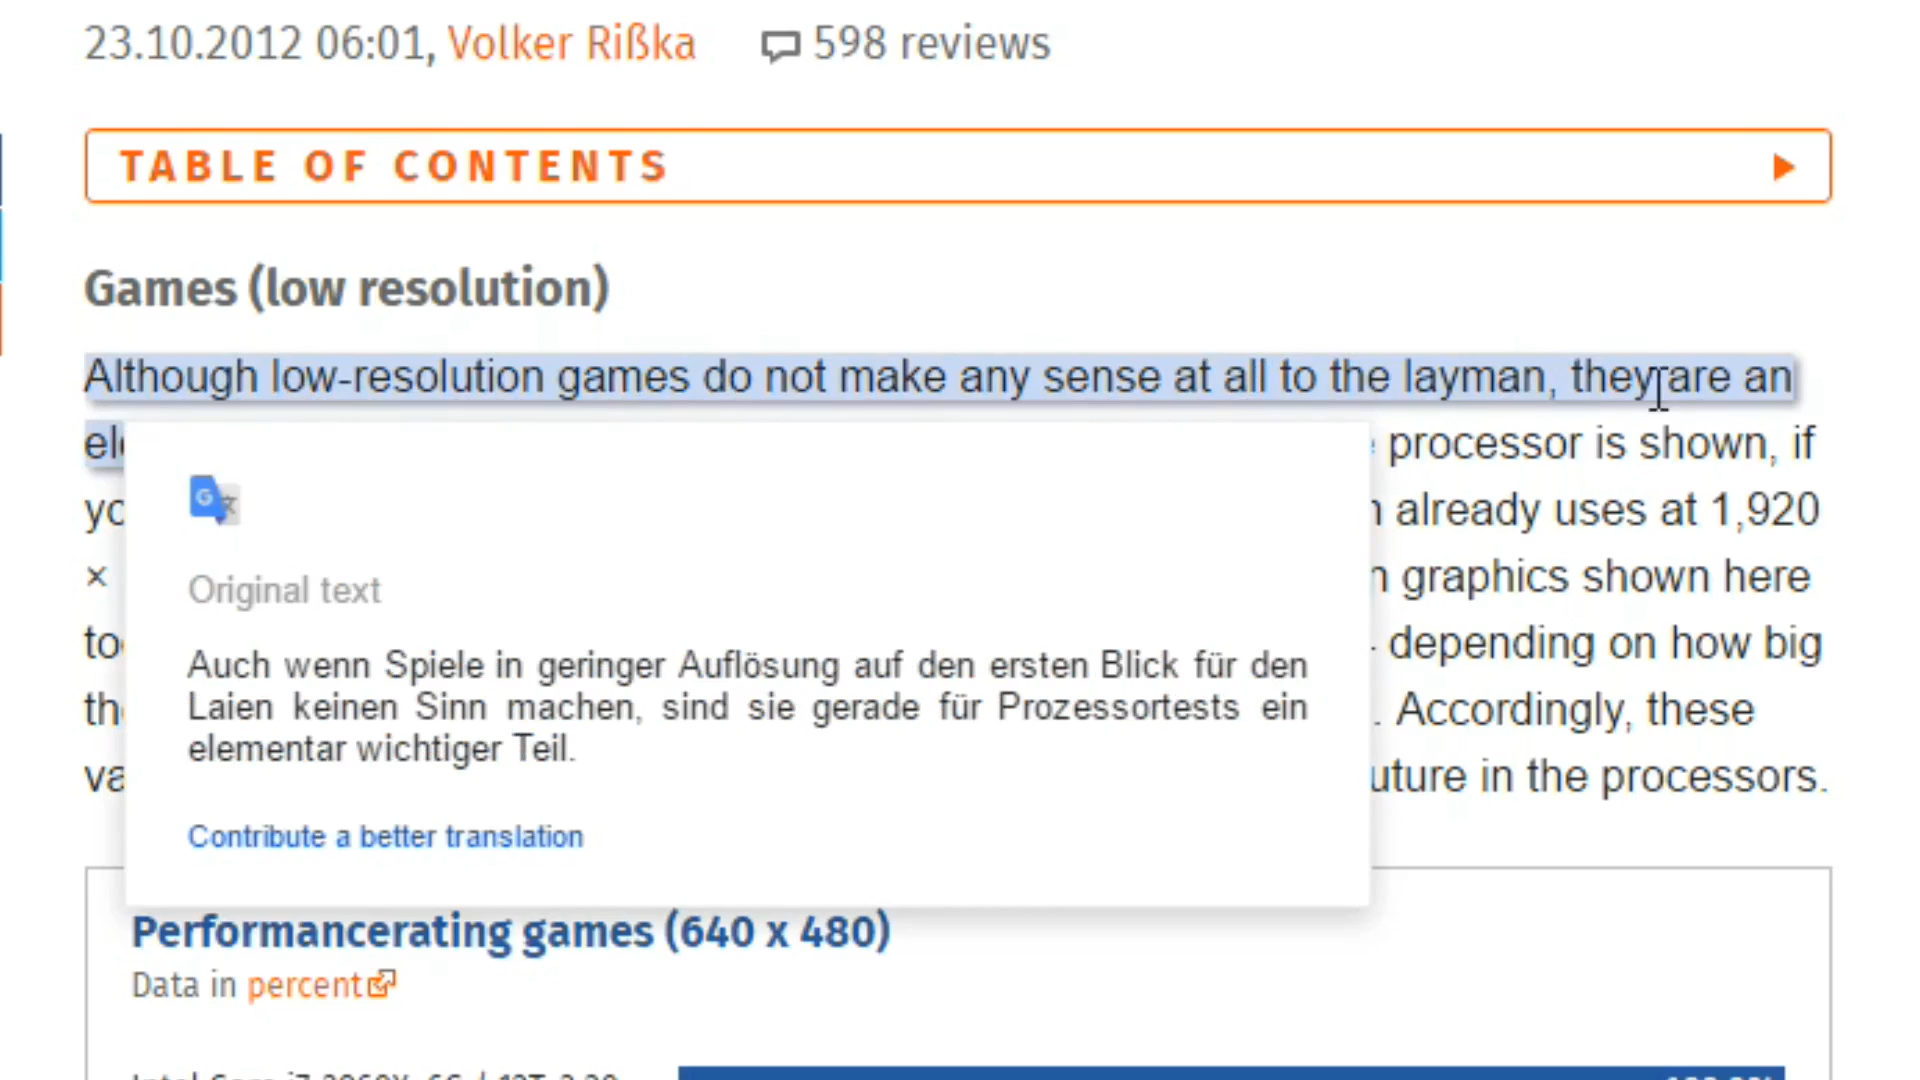 23.10.2012 06:01, Volker Rißka 598 reviews
TABLE OF CONTENTS
Games (low resolution)
Although low-resolution games do not make any sense at all to the layman, they are an
processor is shown, if
already uses at 1,920
×
graphics shown here
depending on how big
Accordingly, these
in the processors.
Original text
Auch wenn Spiele in geringer Auflösung auf den ersten Blick für den
Laien keinen Sinn machen, sind sie gerade für Prozessortests ein
elementar wichtiger Teil.
Contribute a better translation
Performancerating games (640 x 480)
Data in percent